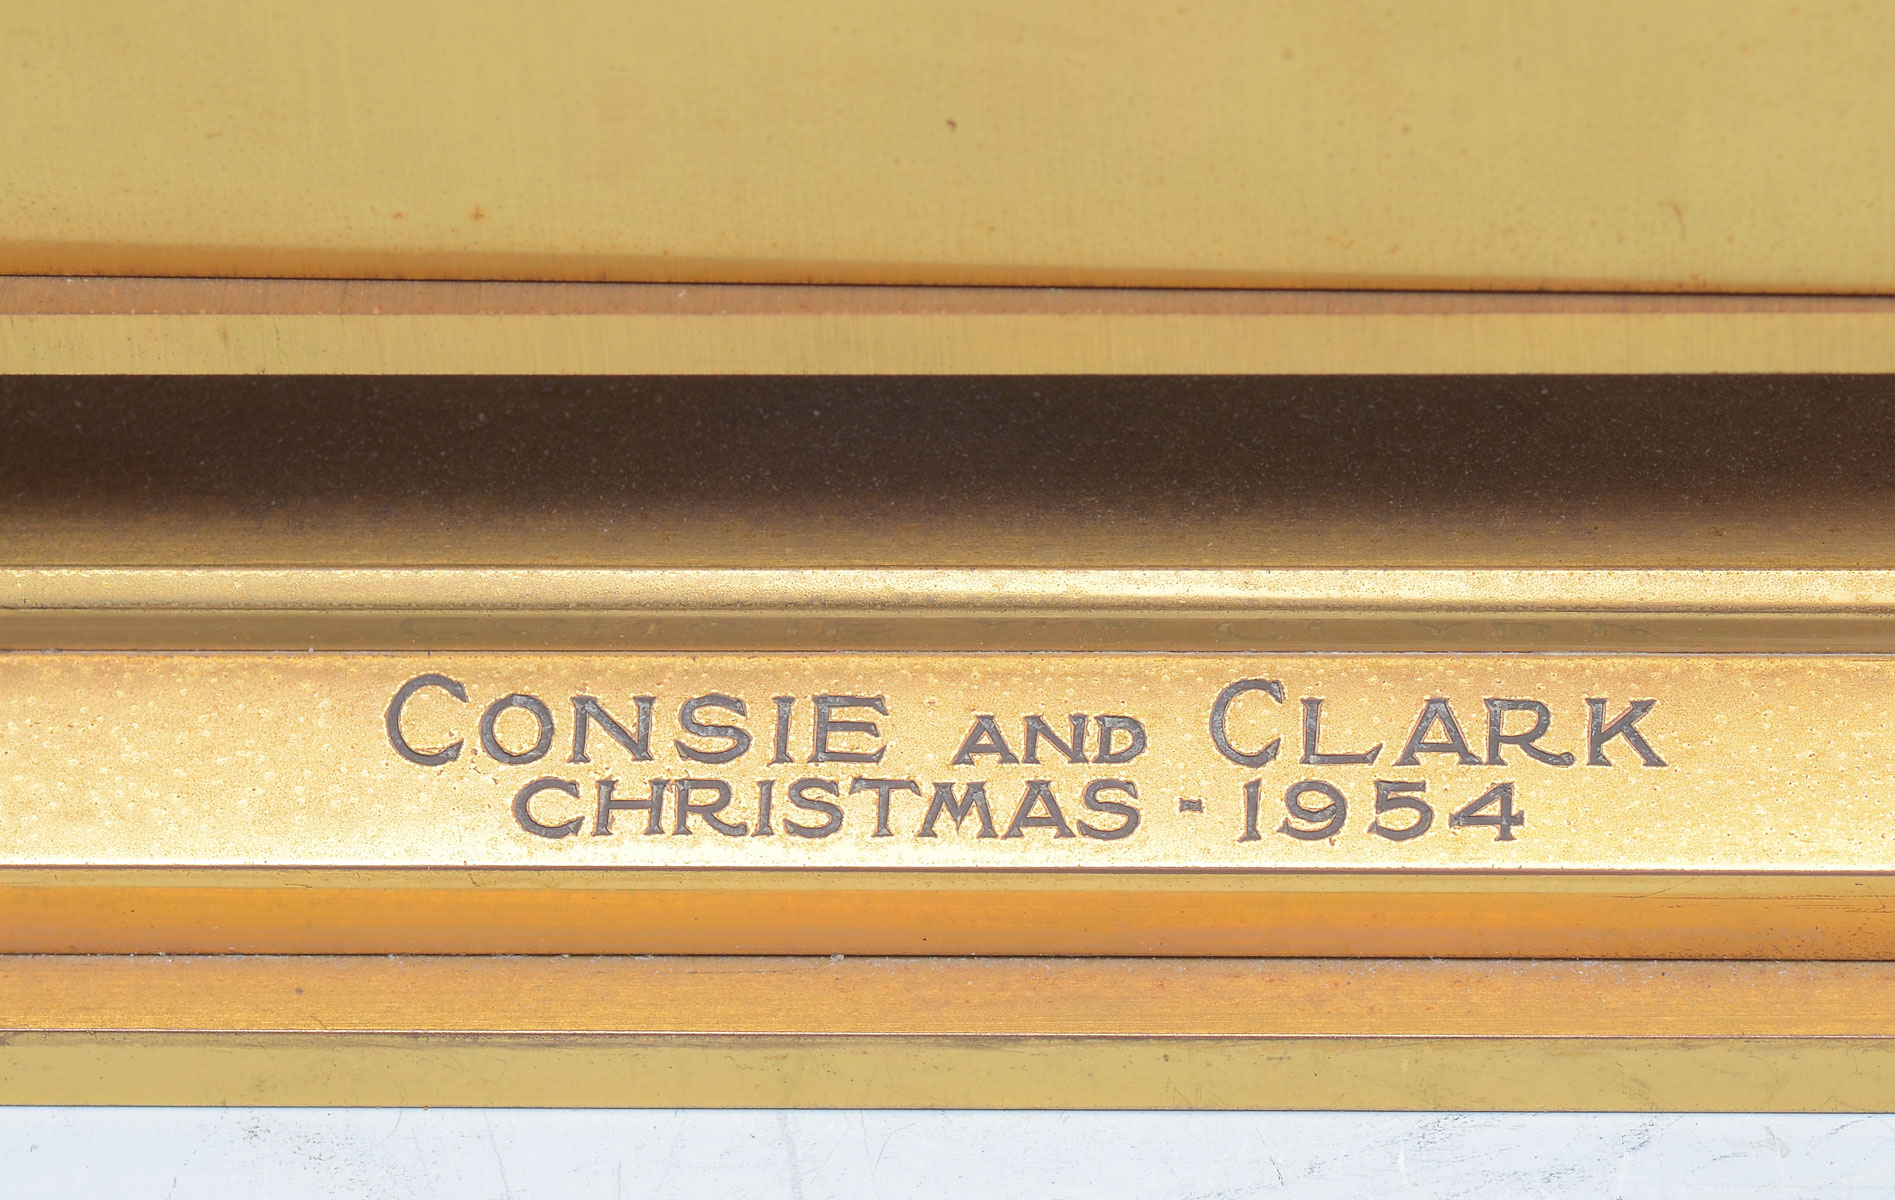 CONSIE AND CLARK
CHRISTMAS - 1954